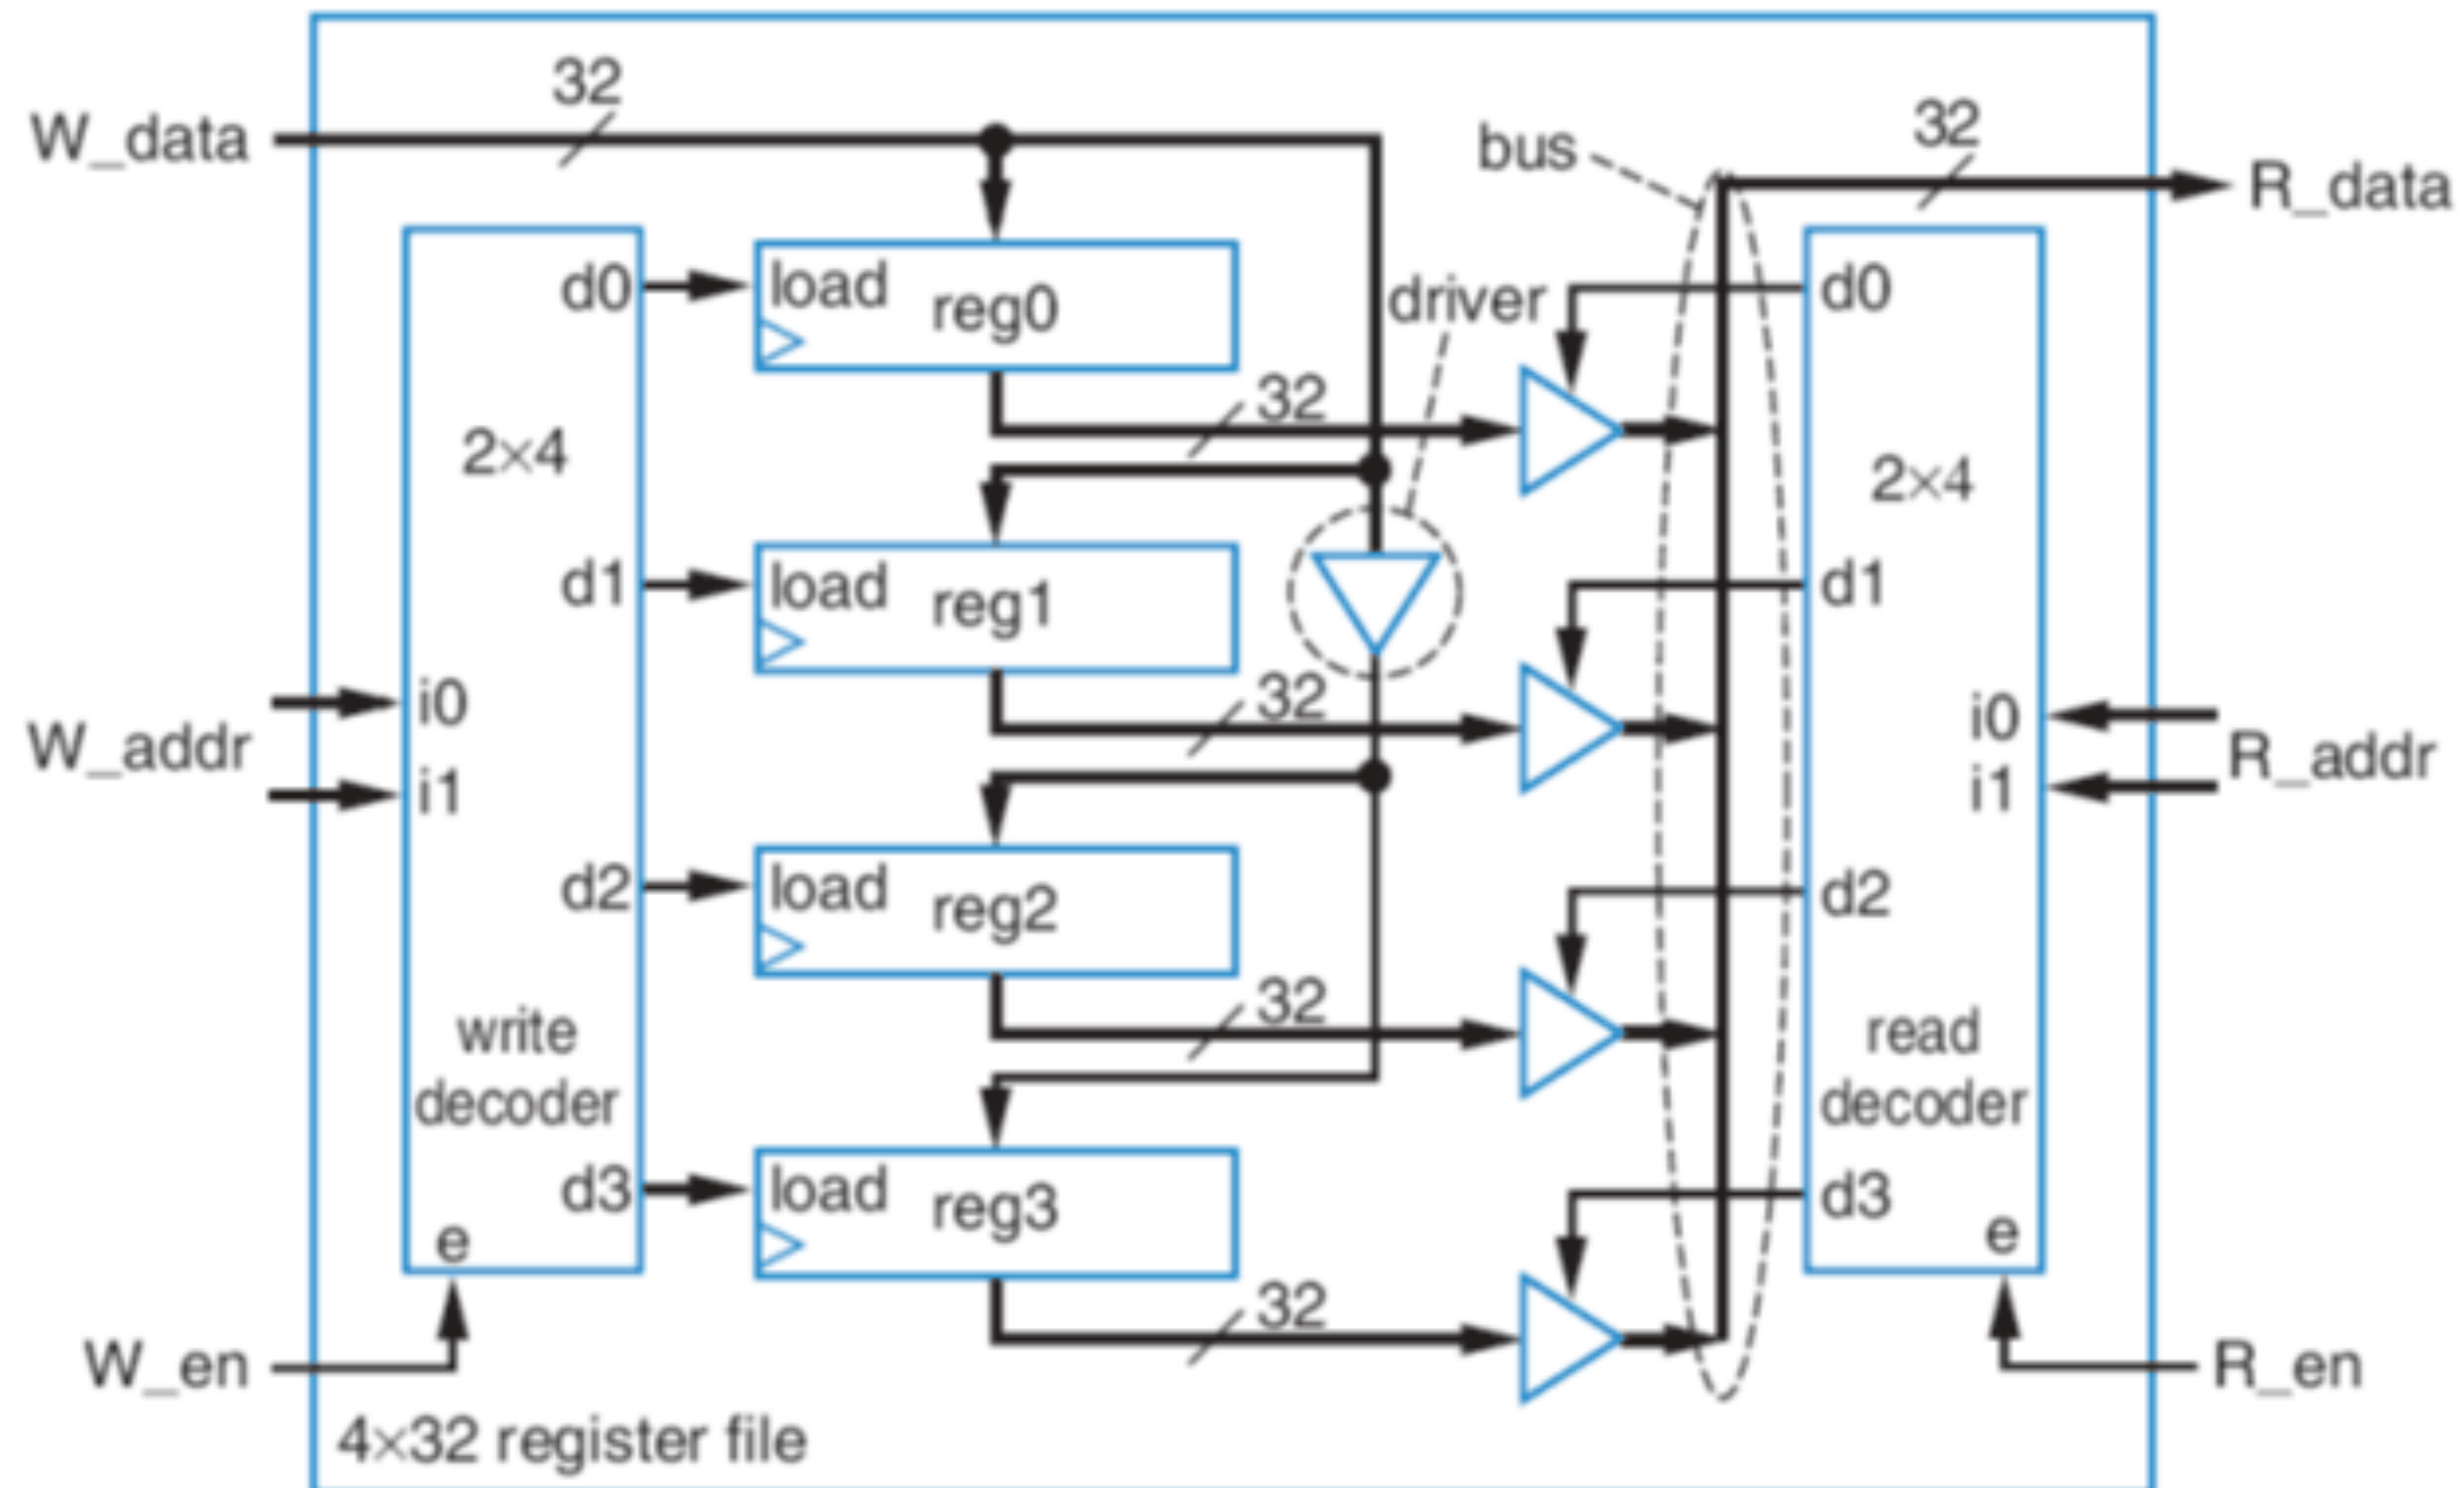 32
W_data
bus
32
R_data
d0
load
reg0
driver
d0
32
2×4
2×4
d1
load
reg1
d1
32
i0
W_addr
i1
i0
R_addr
i1
d2
load
reg2
d2
32
write
decoder
read
decoder
d3
load
reg3
d3
e
e
32
W_en
R_en
4×32 register file